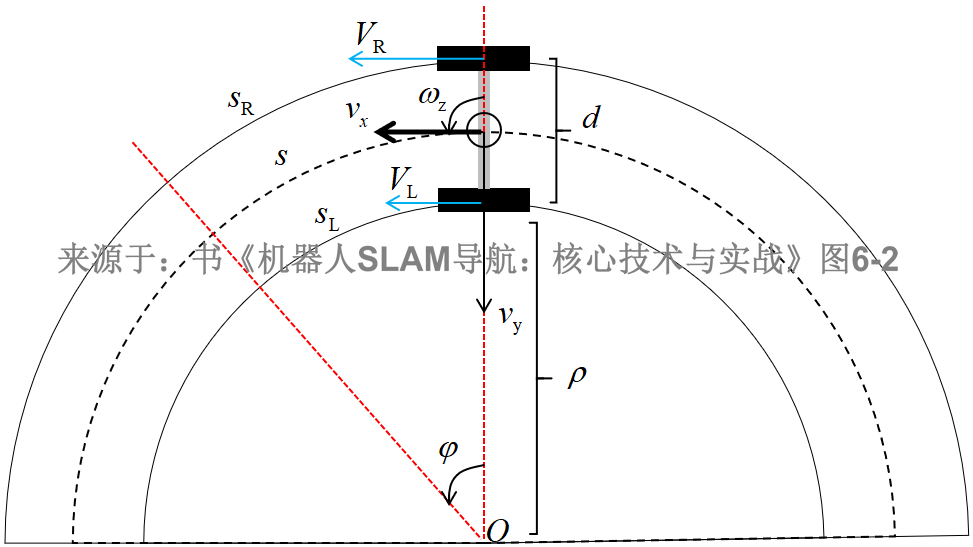 V_R
s_R
ω_z
v_x
d
s
V_L
s_L
来源于：书《机器人SLAM导航：核心技术与实战》图6-2
v_y
ρ
φ
O